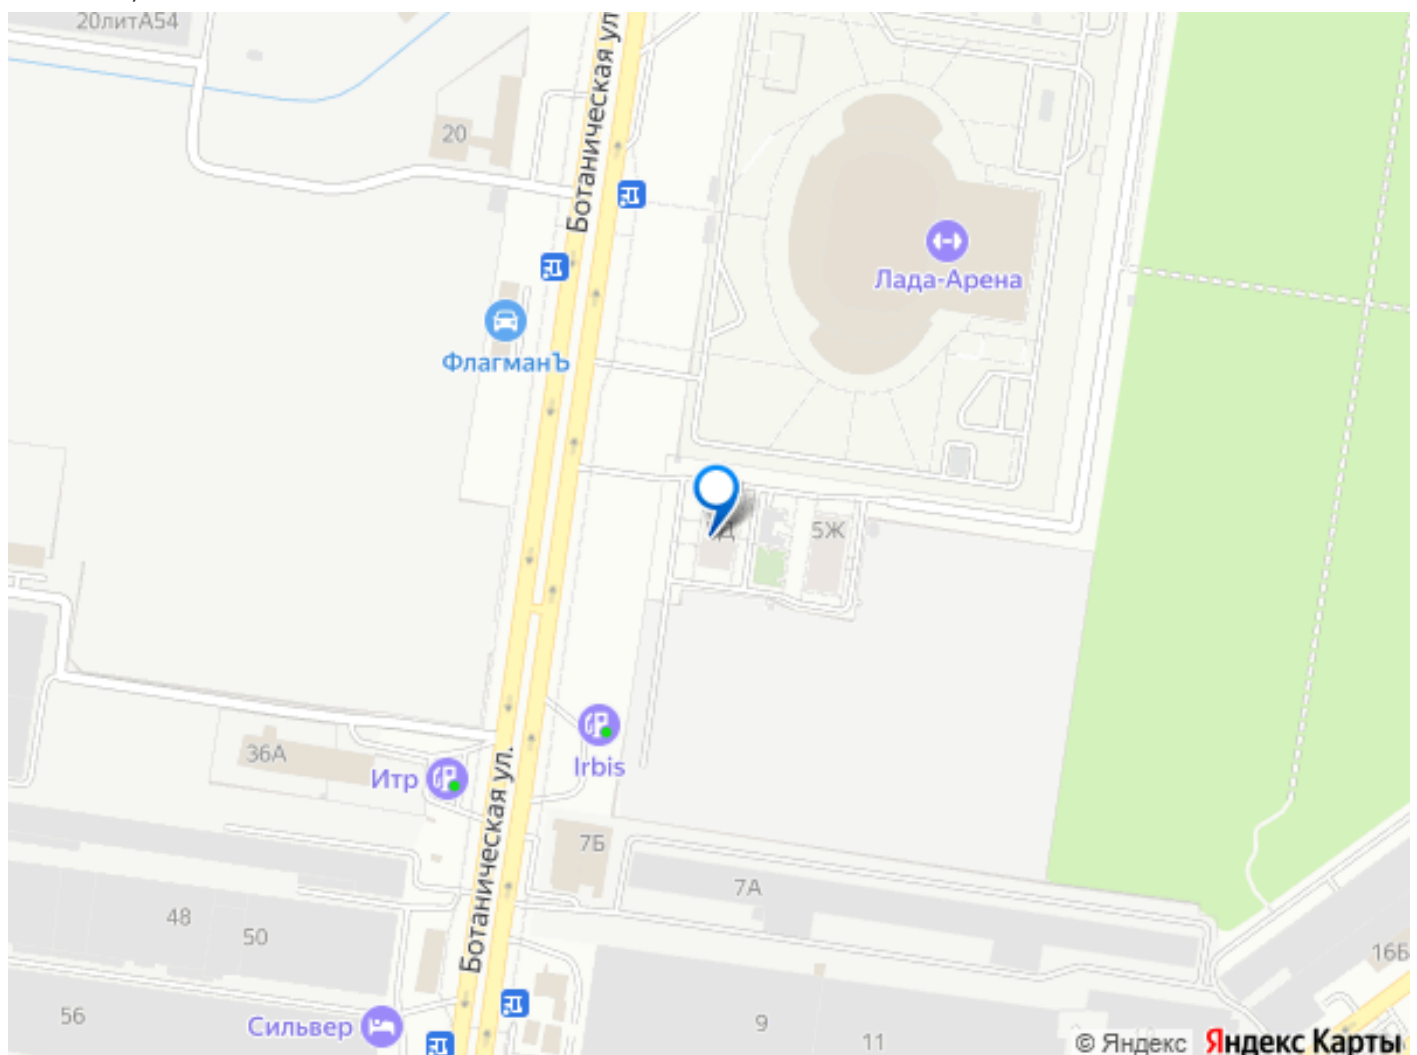 20литА54
Ботаническая ул
20
Лада-Арена
ФлагманЪ
Д
5Ж
36А
Итр
Irbis
Ботаническая ул.
7Б
7А
48
50
16Б
56
Сильвер
9
11
© Яндекс Яндекс Карты